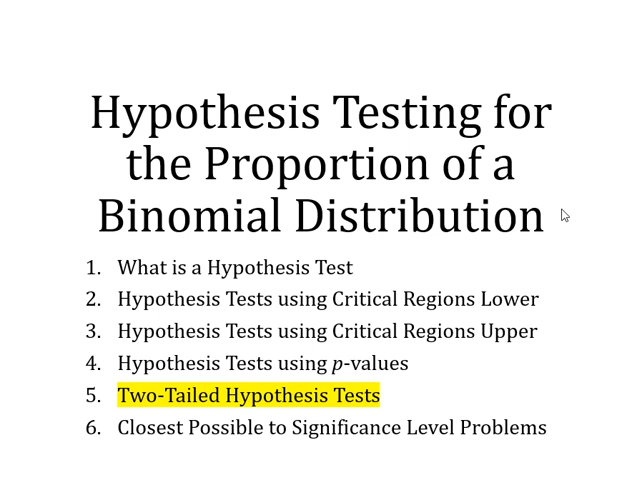 Hypothesis Testing for
the Proportion of a
Binomial Distribution
1. What is a Hypothesis Test
2. Hypothesis Tests using Critical Regions Lower
3. Hypothesis Tests using Critical Regions Upper
4. Hypothesis Tests using p-values
5. Two-Tailed Hypothesis Tests
6. Closest Possible to Significance Level Problems